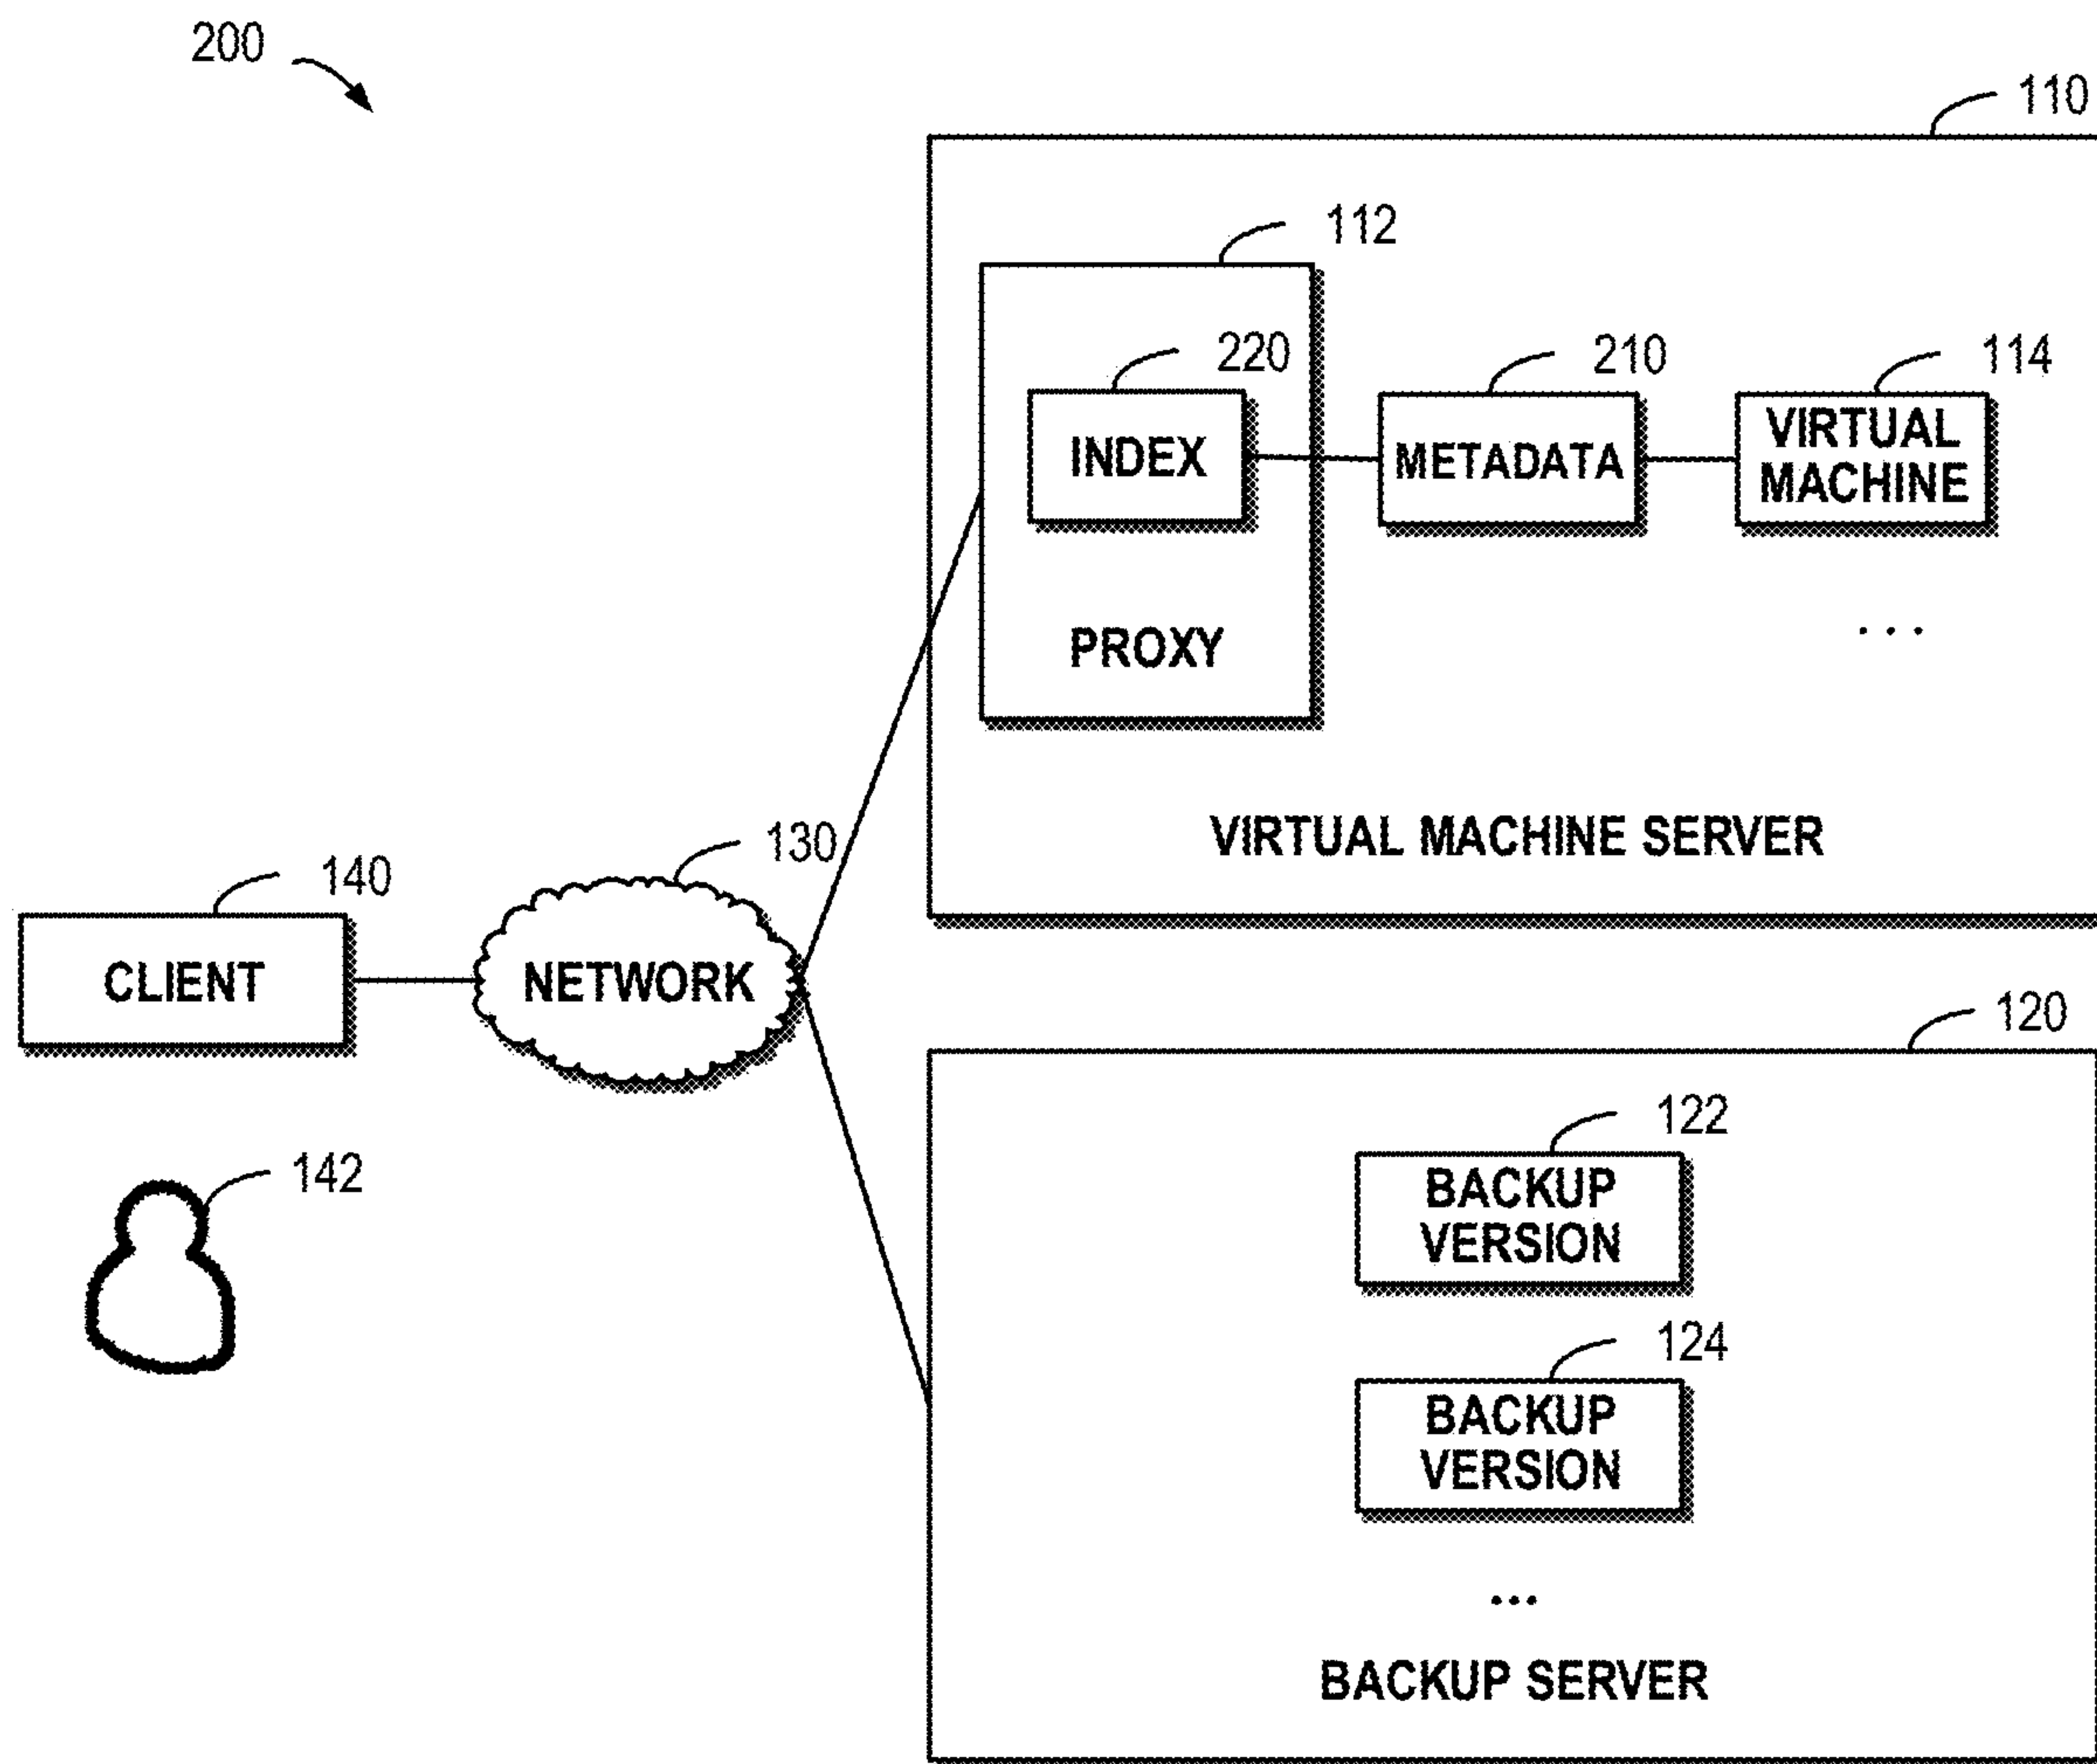 200
110
112
220
210
114
INDEX
METADATA
VIRTUAL
MACHINE
PROXY
. . .
VIRTUAL MACHINE SERVER
130
140
CLIENT
NETWORK
120
142
122
BACKUP
VERSION
124
BACKUP
VERSION
...
BACKUP SERVER